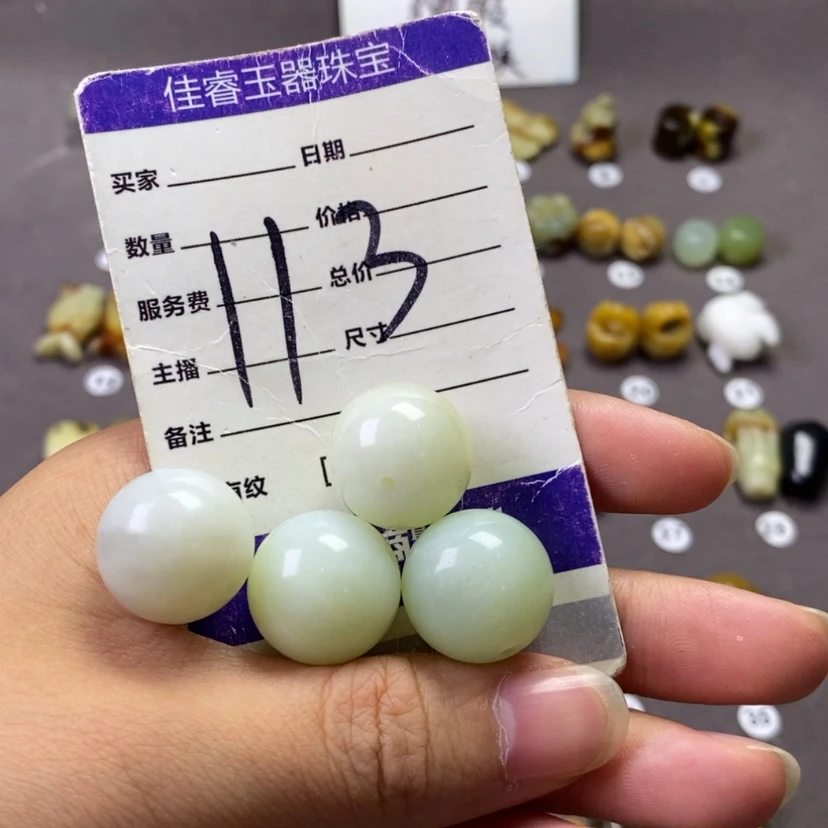 佳睿玉器珠宝
买家 日期
数量 价格
服务费 总价
主播 尺寸
备注
113
纹 [